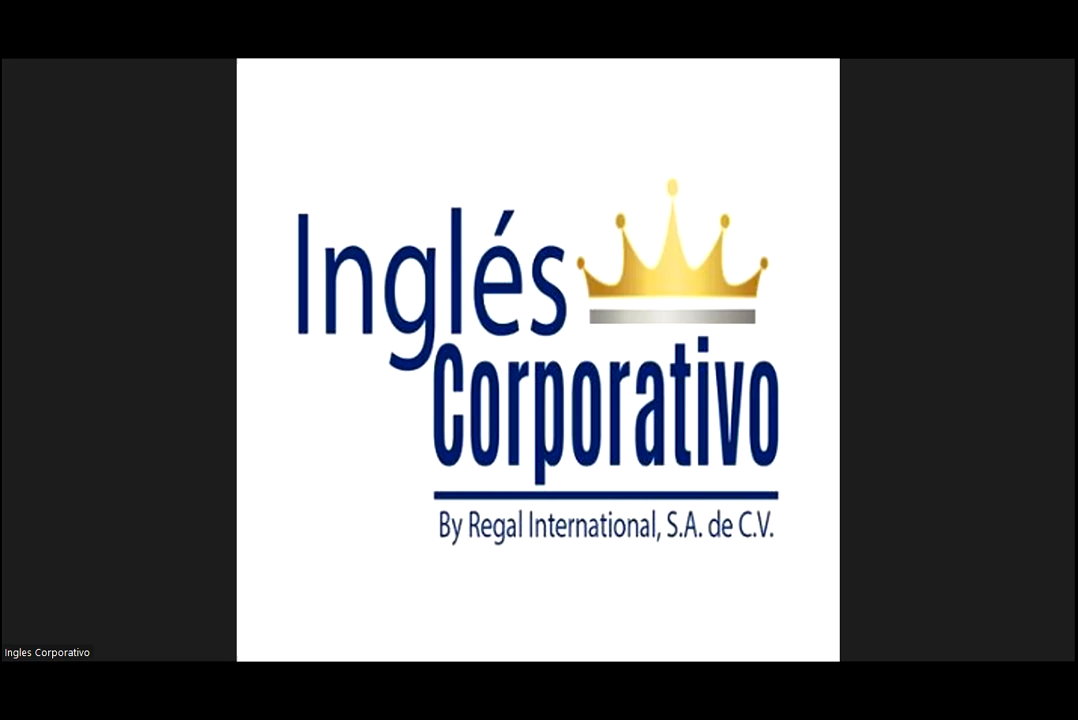 Inglés
Corporativo
By Regal International, S.A. de C.V.
Ingles Corporativo